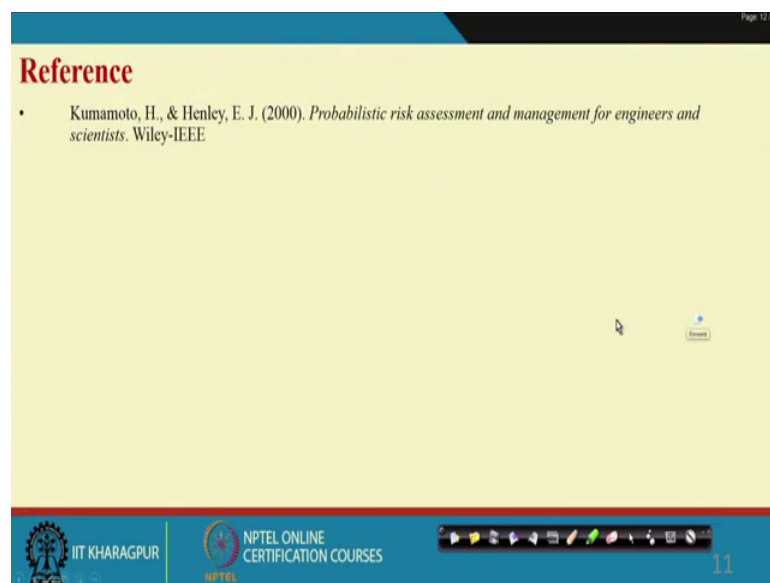 Page: 12 /
Reference
• Kumamoto, H., & Henley, E. J. (2000). Probabilistic risk assessment and management for engineers and
scientists. Wiley-IEEE
Forward
IIT KHARAGPUR
NPTEL
NPTEL ONLINE
CERTIFICATION COURSES
11